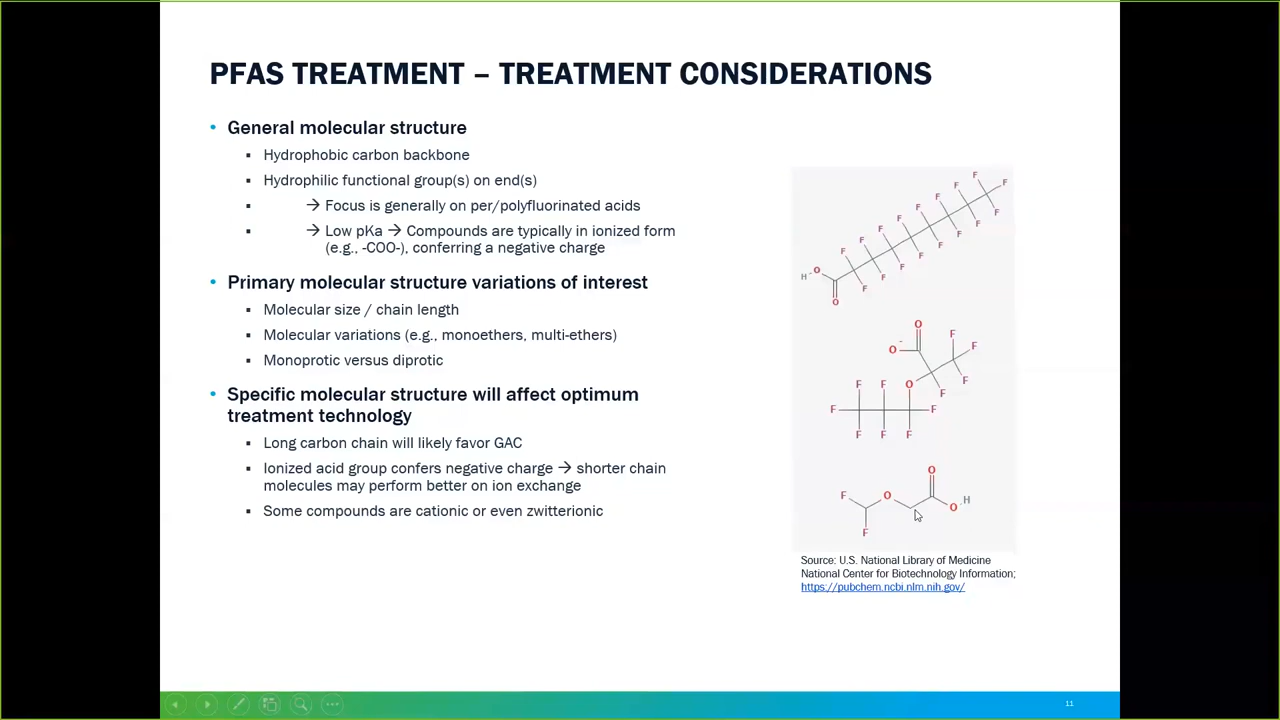 PFAS TREATMENT – TREATMENT CONSIDERATIONS
• General molecular structure
▪ Hydrophobic carbon backbone
▪ Hydrophilic functional group(s) on end(s)
▪ → Focus is generally on per/polyfluorinated acids
▪ → Low pKa → Compounds are typically in ionized form
(e.g., -COO-), conferring a negative charge
• Primary molecular structure variations of interest
▪ Molecular size / chain length
▪ Molecular variations (e.g., monoethers, multi-ethers)
▪ Monoprotic versus diprotic
• Specific molecular structure will affect optimum
treatment technology
▪ Long carbon chain will likely favor GAC
▪ Ionized acid group confers negative charge → shorter chain
molecules may perform better on ion exchange
▪ Some compounds are cationic or even zwitterionic
F F
F
F F
F
F F
F
F F
F
F F
H O F
F
O
O
O - F
F
F
F F O F
F F
F F F
O
F O H
O
F
Source: U.S. National Library of Medicine
National Center for Biotechnology Information;
https://pubchem.ncbi.nlm.nih.gov/
11